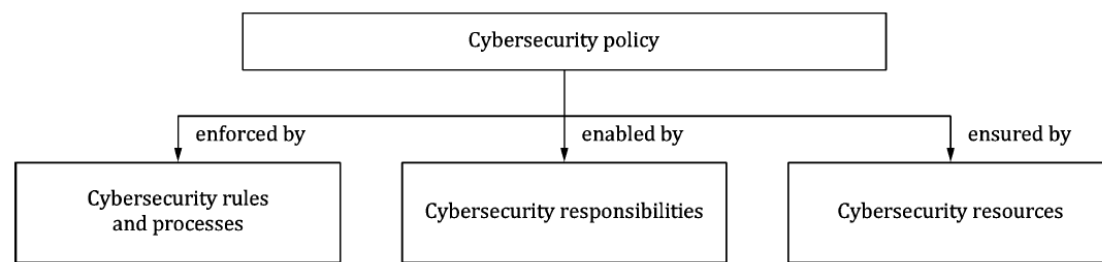 Cybersecurity policy
enforced by
enabled by
ensured by
Cybersecurity rules
and processes
Cybersecurity responsibilities
Cybersecurity resources